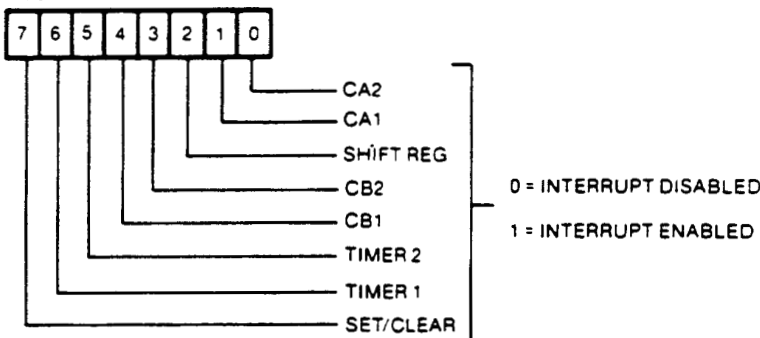 7 6 5 4 3 2 1 0
CA2
CA1
SHIFT REG
CB2
CB1
TIMER 2
TIMER 1
SET/CLEAR
0 = INTERRUPT DISABLED
1 = INTERRUPT ENABLED